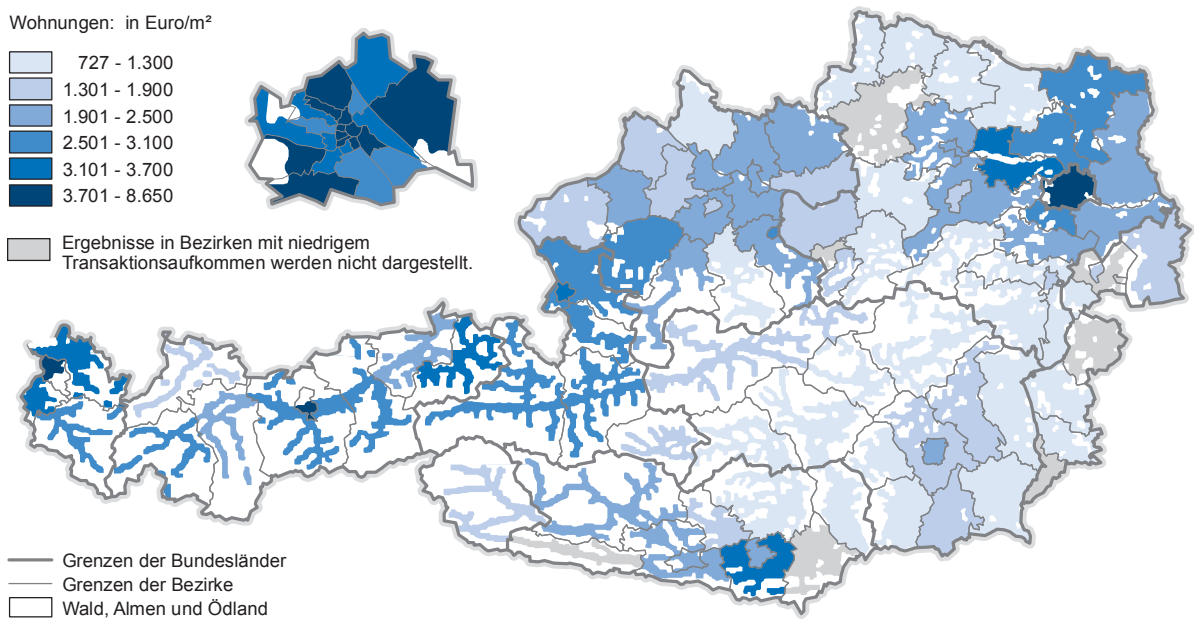 Wohnungen: in Euro/m²
727 - 1.300
1.301 - 1.900
1.901 - 2.500
2.501 - 3.100
3.101 - 3.700
3.701 - 8.650
Ergebnisse in Bezirken mit niedrigem
Transaktionsaufkommen werden nicht dargestellt.
Grenzen der Bundesländer
Grenzen der Bezirke
Wald, Almen und Ödland